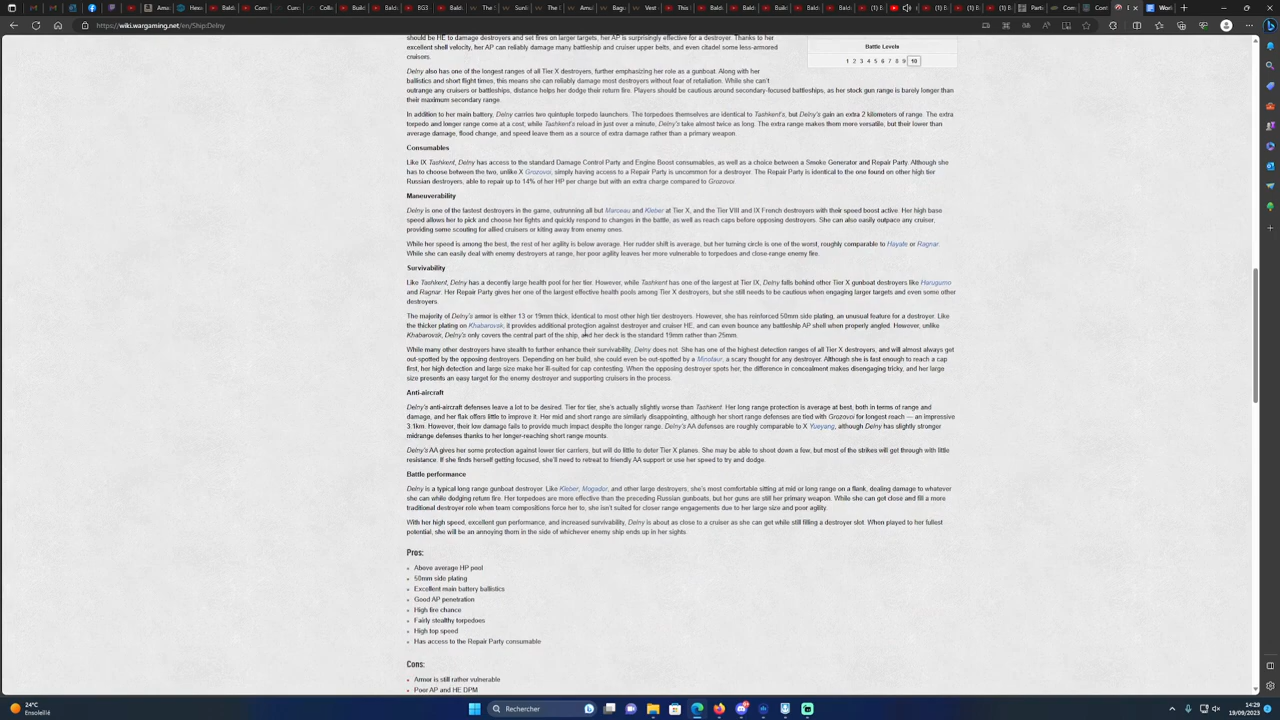 Amu
Bald
Com
Cu
Coll
Bald
Bald
BG3
Bald
The
The
Amu
Bug
Vest
This
Bald
Bald
Build
Bald
Bald
(1) B
(1) E
(1) E
Parti
Com
https://wiki.wargaming.net/en/Ship:Delny
should be HE to damage destroyers and set fires on larger targets, her AP is surprisingly effective for a destroyer. Thanks to her
excellent shell velocity, her AP can reliably damage many battleship and cruiser upper belts, and even citadel some less-armored
cruisers.
Battle Levels
1 2 3 4 5 6 7 8 9 10
Delny also has one of the longest ranges of all Tier X destroyers, further emphasizing her role as a gunboat. Along with her
ballistics and short flight times, this means she can reliably damage most destroyers without fear of retaliation. While she can't
outrange any cruisers or battleships, distance helps her dodge their return fire. Players should be cautious around secondary-focused battleships, as her stock gun range is barely longer than
their maximum secondary range.
In addition to her main battery, Delny carries two quintuple torpedo launchers. The torpedoes themselves are identical to Tashkent's, but Delny's gain an extra 2 kilometers of range. The extra
torpedo and longer range come at a cost; while Tashkent's reload in just over a minute, Delny's take almost twice as long. The extra range makes them more versatile, but their lower than
average damage, flood change, and speed leave them as a source of extra damage rather than a primary weapon.
Consumables
Like IX Tashkent, Delny has access to the standard Damage Control Party and Engine Boost consumables, as well as a choice between a Smoke Generator and Repair Party. Although she
has to choose between the two, unlike X Grozovoi, simply having access to a Repair Party is uncommon for a destroyer. The Repair Party is identical to the one found on other high tier
Russian destroyers, able to repair up to 14% of her HP per charge but with an extra charge compared to Grozovoi.
Maneuverability
Delny is one of the fastest destroyers in the game, outrunning all but Marceau and Kleber at Tier X, and the Tier VIII and IX French destroyers with their speed boost active. Her high base
speed allows her to pick and choose her fights and quickly respond to changes in the battle, as well as reach caps before opposing destroyers. She can also easily outpace any cruiser,
providing some scouting for allied cruisers or kiting away from enemy ones.
While her speed is among the best, the rest of her agility is below average. Her rudder shift is average, but her turning circle is one of the worst, roughly comparable to Hayate or Ragnar.
While she can easily deal with enemy destroyers at range, her poor agility leaves her more vulnerable to torpedoes and close-range enemy fire.
Survivability
Like Tashkent, Delny has a decently large health pool for her tier. However, while Tashkent has one of the largest at Tier IX, Delny falls behind other Tier X gunboat destroyers like Harugumo
and Ragnar. Her Repair Party gives her one of the largest effective health pools among Tier X destroyers, but she still needs to be cautious when engaging larger targets and even some other
destroyers.
The majority of Delny's armor is either 13 or 19mm thick, identical to most other high tier destroyers. However, she has reinforced 50mm side plating, an unusual feature for a destroyer. Like
the thicker plating on Khabarovsk, it provides additional protection against destroyer and cruiser HE, and can even bounce any battleship AP shell when properly angled. However, unlike
Khabarovsk, Delny's only covers the central part of the ship, and her deck is the standard 19mm rather than 25mm.
While many other destroyers have stealth to further enhance their survivability, Delny does not. She has one of the highest detection ranges of all Tier X destroyers, and will almost always get
out-spotted by the opposing destroyers. Depending on her build, she could even be out-spotted by a Minotaur, a scary thought for any destroyer. Although she is fast enough to reach a cap
first, her high detection and large size make her ill-suited for cap contesting. When the opposing destroyer spots her, the difference in concealment makes disengaging tricky, and her large
size presents an easy target for the enemy destroyer and supporting cruisers in the process.
Anti-aircraft
Delny's anti-aircraft defenses leave a lot to be desired. Tier for tier, she's actually slightly worse than Tashkent. Her long range protection is average at best, both in terms of range and
damage, and her flak offers little to improve it. Her mid and short range are similarly disappointing, although her short range defenses are tied with Grozovoi for longest reach — an impressive
3.1km. However, their low damage fails to provide much impact despite the longer range. Delny's AA defenses are roughly comparable to X Yueyang, although Delny has slightly stronger
midrange defenses thanks to her longer-reaching short range mounts.
Delny's AA gives her some protection against lower tier carriers, but will do little to deter Tier X planes. She may be able to shoot down a few, but most of the strikes will get through with little
resistance. If she finds herself getting focused, she'll need to retreat to friendly AA support or use her speed to try and dodge.
Battle performance
Delny is a typical long range gunboat destroyer. Like Kleber, Mogador, and other large destroyers, she's most comfortable sitting at mid or long range on a flank, dealing damage to whatever
she can while dodging return fire. Her torpedoes are more effective than the preceding Russian gunboats, but her guns are still her primary weapon. While she can get close and fill a more
traditional destroyer role when team compositions force her to, she isn't suited for closer range engagements due to her large size and poor agility.
With her high speed, excellent gun performance, and increased survivability, Delny is about as close to a cruiser as she can get while still filling a destroyer slot. When played to her fullest
potential, she will be an annoying thorn in the side of whichever enemy ship ends up in her sights.
Pros:
Above average HP pool
50mm side plating
Excellent main battery ballistics
Good AP penetration
High fire chance
Fairly stealthy torpedoes
High top speed
Has access to the Repair Party consumable
Cons:
Armor is still rather vulnerable
Poor AP and HE DPM
24°C
Ensoleillé
Rechercher
14:29
19/09/2023